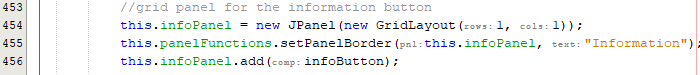 453 //grid panel for the information button
454 this.infoPanel = new JPanel(new GridLayout(rows: 1, cols: 1));
455 this.panelFunctions.setPanelBorder(pnl: this.infoPanel, text: "Information");
456 this.infoPanel.add(comp: infoButton);